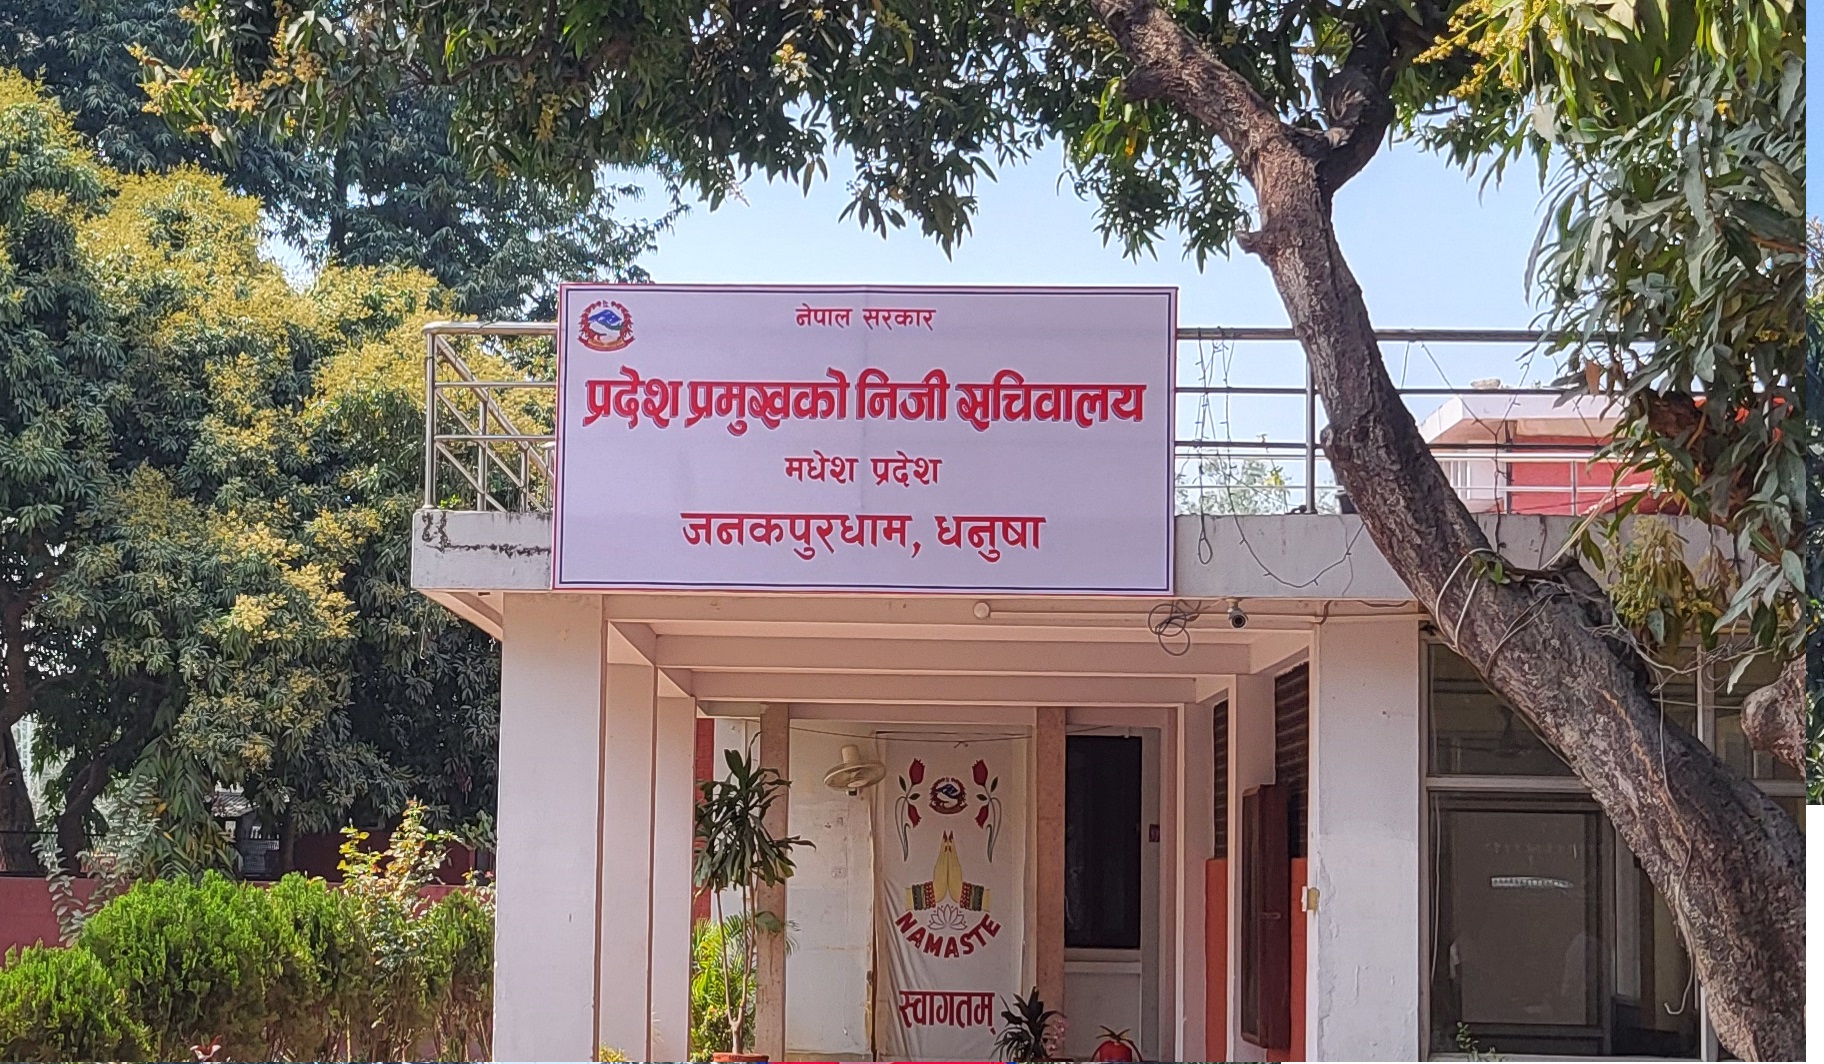 नेपाल सरकार
प्रदेश प्रमुखको निजी सचिवालय
मधेश प्रदेश
जनकपुरधाम, धनुषा
NAMASTE
स्वागतम्